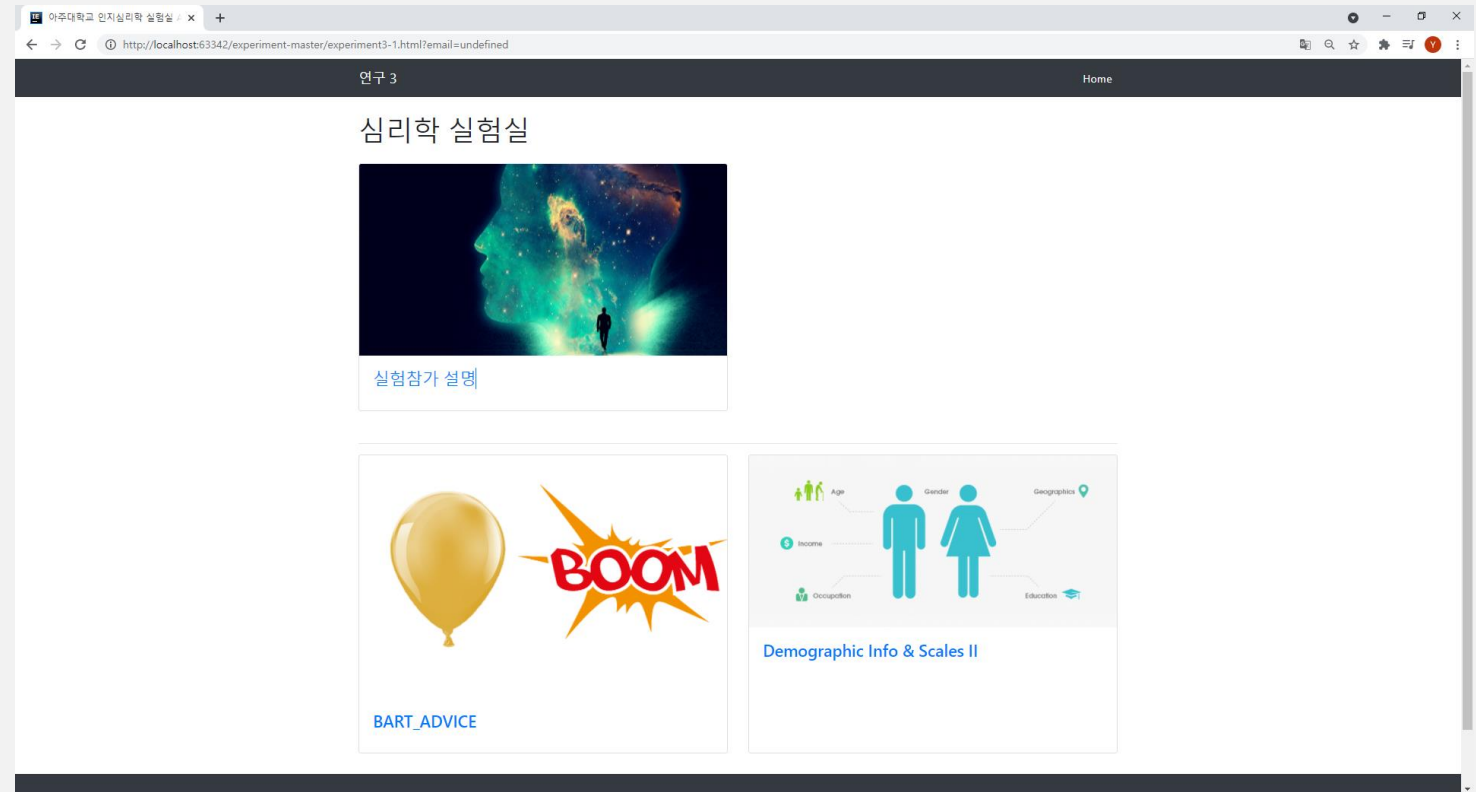 아주대학교 인지심리학 실험실
http://localhost:63342/experiment-master/experiment3-1.html?email=undefined
Y
연구 3
Home
심리학 실험실
실험참가 설명
BOOM
BART_ADVICE
Age
Gender
Geographics
$ Income
Occupation
Education
Demographic Info & Scales II